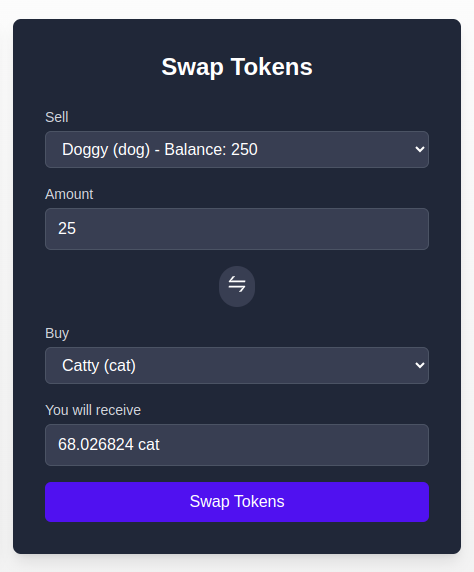 Swap Tokens
Sell
Doggy (dog) - Balance: 250
Amount
25
Buy
Catty (cat)
You will receive
68.026824 cat
Swap Tokens